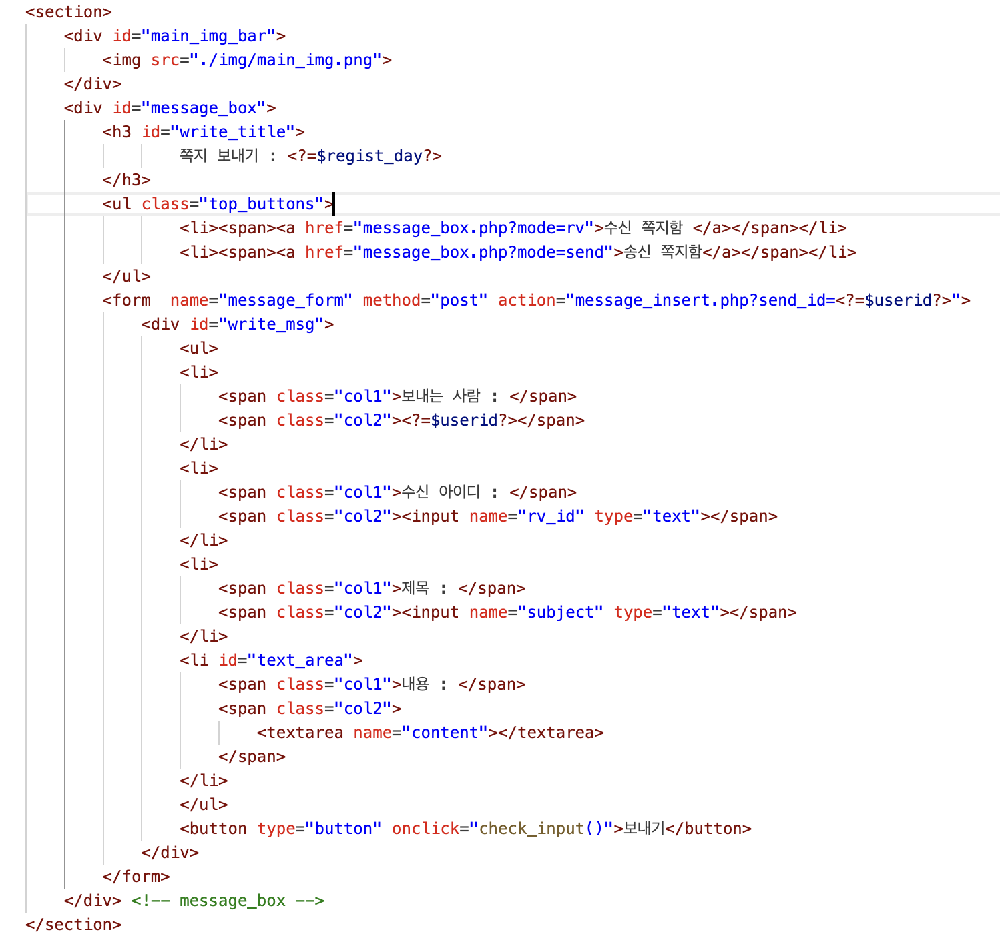 <section>
<div id="main_img_bar">
<img src="./img/main_img.png">
</div>
<div id="message_box">
<h3 id="write_title">
쪽지 보내기 : <?=$regist_day?>
</h3>
<ul class="top_buttons">
<li><span><a href="message_box.php?mode=rv">수신 쪽지함 </a></span></li>
<li><span><a href="message_box.php?mode=send">송신 쪽지함</a></span></li>
</ul>
<form  name="message_form" method="post" action="message_insert.php?send_id=<?=$userid?>">
<div id="write_msg">
<ul>
<li>
<span class="col1">보내는 사람 : </span>
<span class="col2"><?=$userid?></span>
</li>
<li>
<span class="col1">수신 아이디 : </span>
<span class="col2"><input name="rv_id" type="text"></span>
</li>
<li>
<span class="col1">제목 : </span>
<span class="col2"><input name="subject" type="text"></span>
</li>
<li id="text_area">
<span class="col1">내용 : </span>
<span class="col2">
<textarea name="content"></textarea>
</span>
</li>
</ul>
<button type="button" onclick="check_input()">보내기</button>
</div>
</form>
</div> <!-- message_box -->
</section>